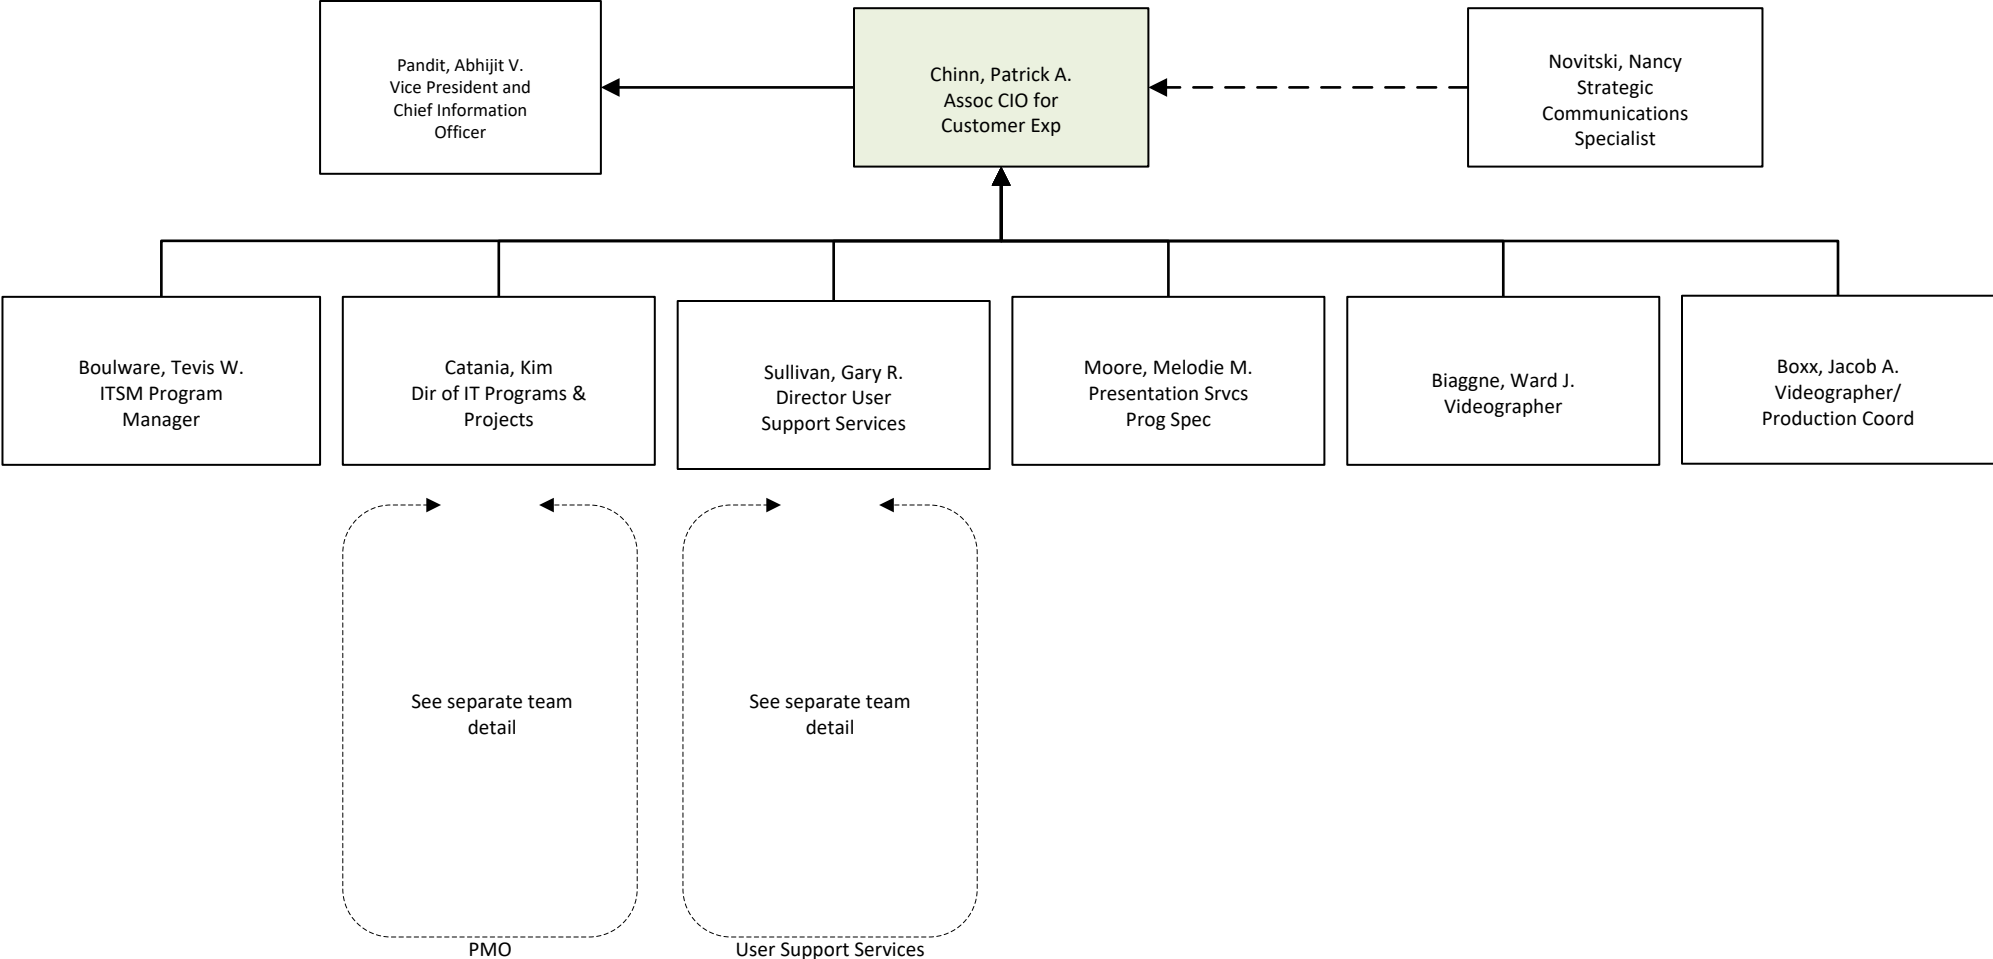 Pandit, Abhijit V.
Vice President and
Chief Information
Officer
Chinn, Patrick A.
Assoc CIO for
Customer Exp
Novitski, Nancy
Strategic
Communications
Specialist
Boulware, Tevis W.
ITSM Program
Manager
Catania, Kim
Dir of IT Programs &
Projects
Sullivan, Gary R.
Director User
Support Services
Moore, Melodie M.
Presentation Srvcs
Prog Spec
Biaggne, Ward J.
Videographer
Boxx, Jacob A.
Videographer/
Production Coord
See separate team
detail
See separate team
detail
PMO
User Support Services